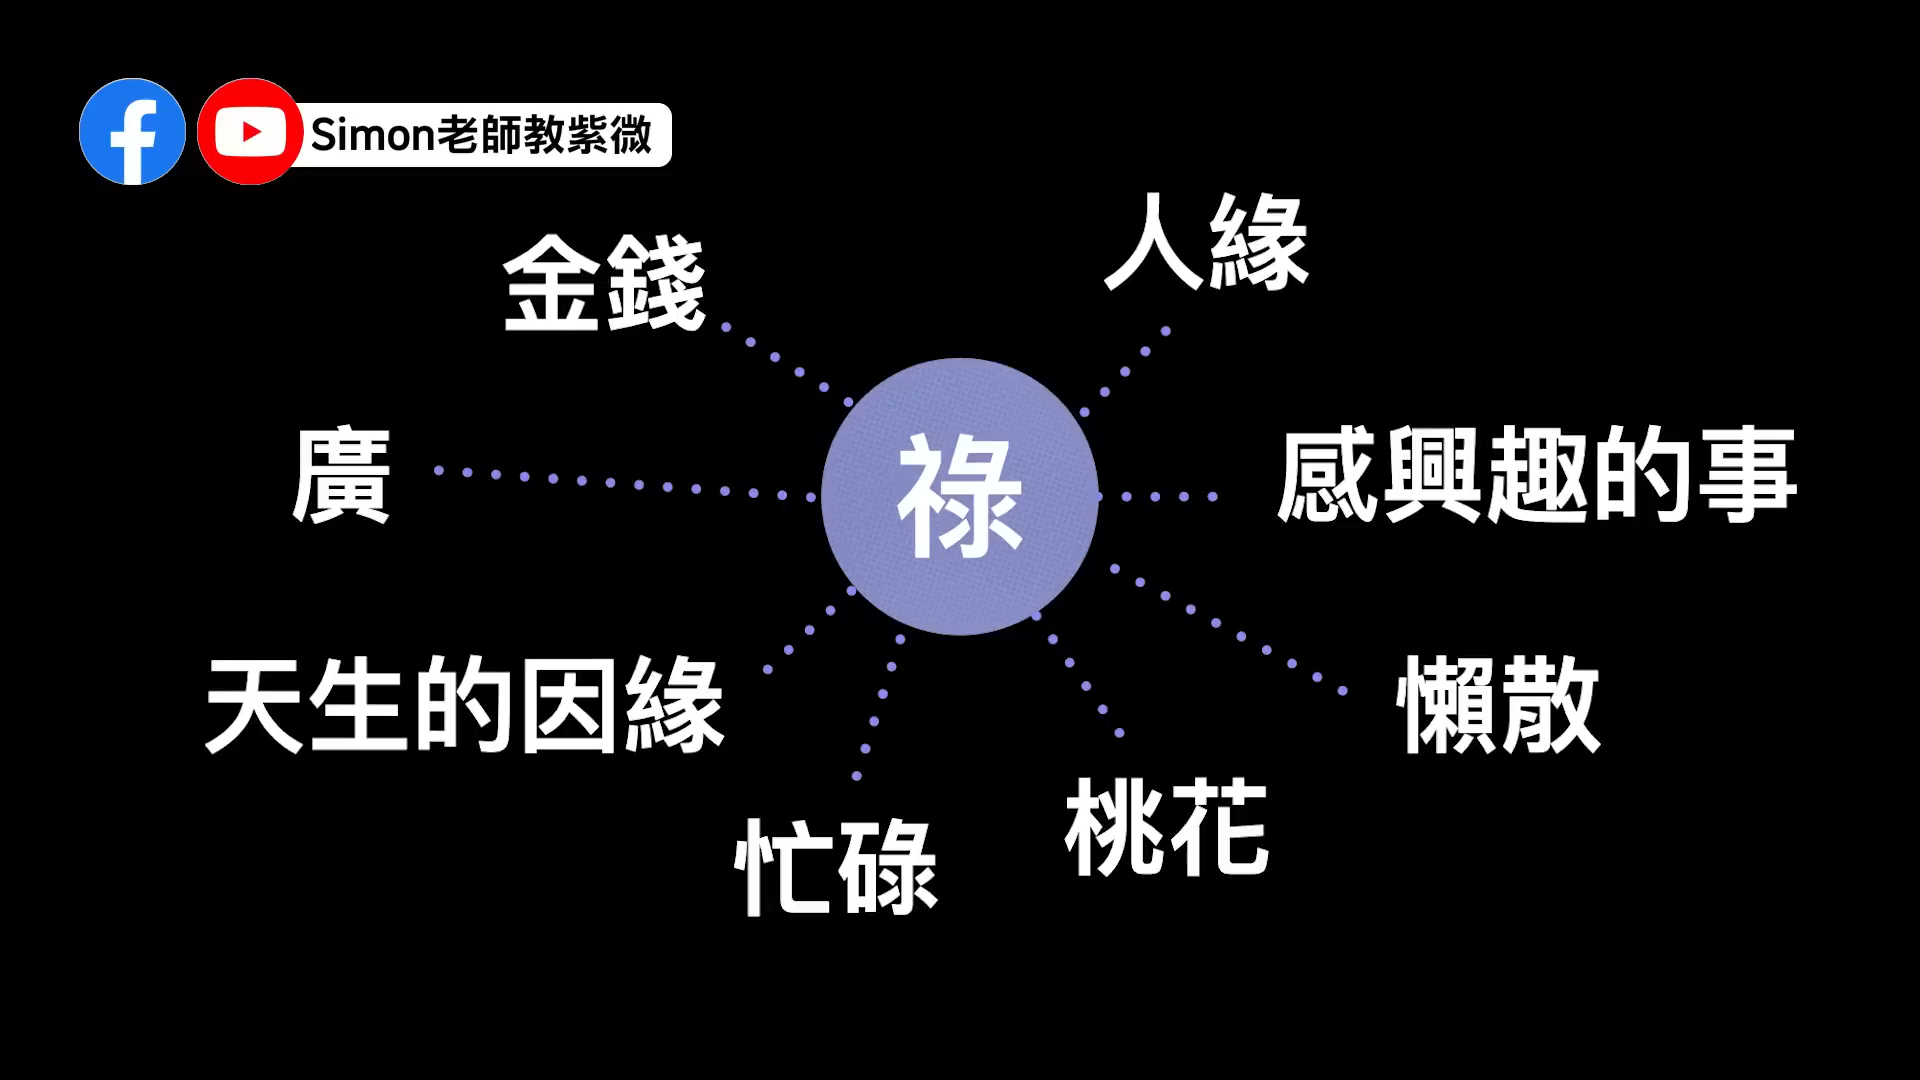 Simon老師教紫微
人緣
金錢
廣
祿
感興趣的事
天生的因緣
懶散
忙碌
桃花